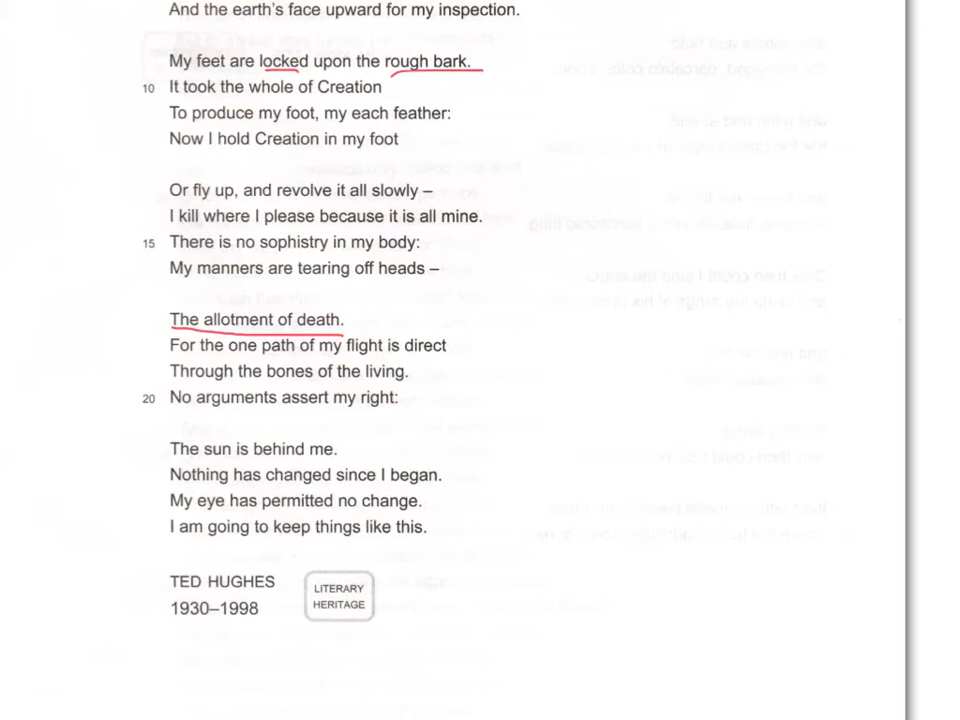 And the earth's face upward for my inspection.
My feet are locked upon the rough bark.
10 It took the whole of Creation
To produce my foot, my each feather:
Now I hold Creation in my foot
Or fly up, and revolve it all slowly –
I kill where I please because it is all mine.
15 There is no sophistry in my body:
My manners are tearing off heads –
The allotment of death.
For the one path of my flight is direct
Through the bones of the living.
20 No arguments assert my right:
The sun is behind me.
Nothing has changed since I began.
My eye has permitted no change.
I am going to keep things like this.
TED HUGHES
1930–1998
LITERARY
HERITAGE